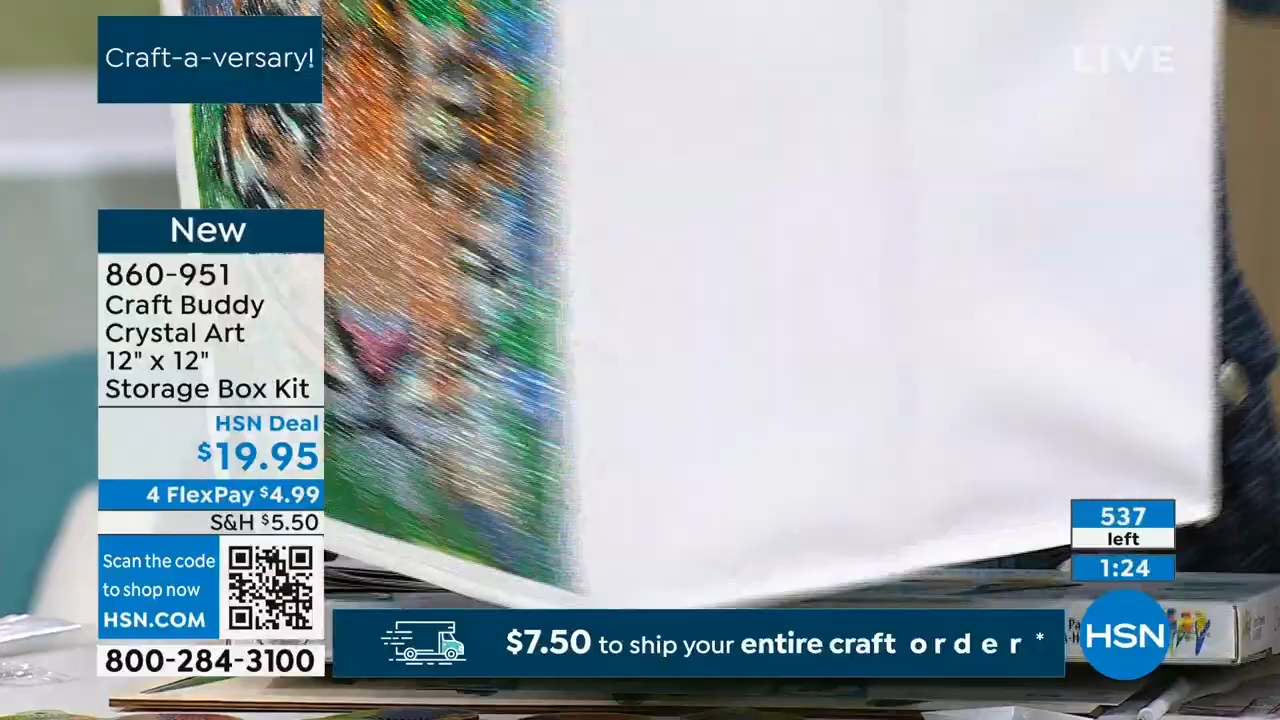 Craft-a-versary!
LIVE
New
860-951
Craft Buddy
Crystal Art
12" x 12"
Storage Box Kit
HSN Deal
$19.95
4 FlexPay $4.99
S&H $5.50
Scan the code
to shop now
HSN.COM
800-284-3100
537
left
1:24
HSN
$7.50 to ship your entire craft order *